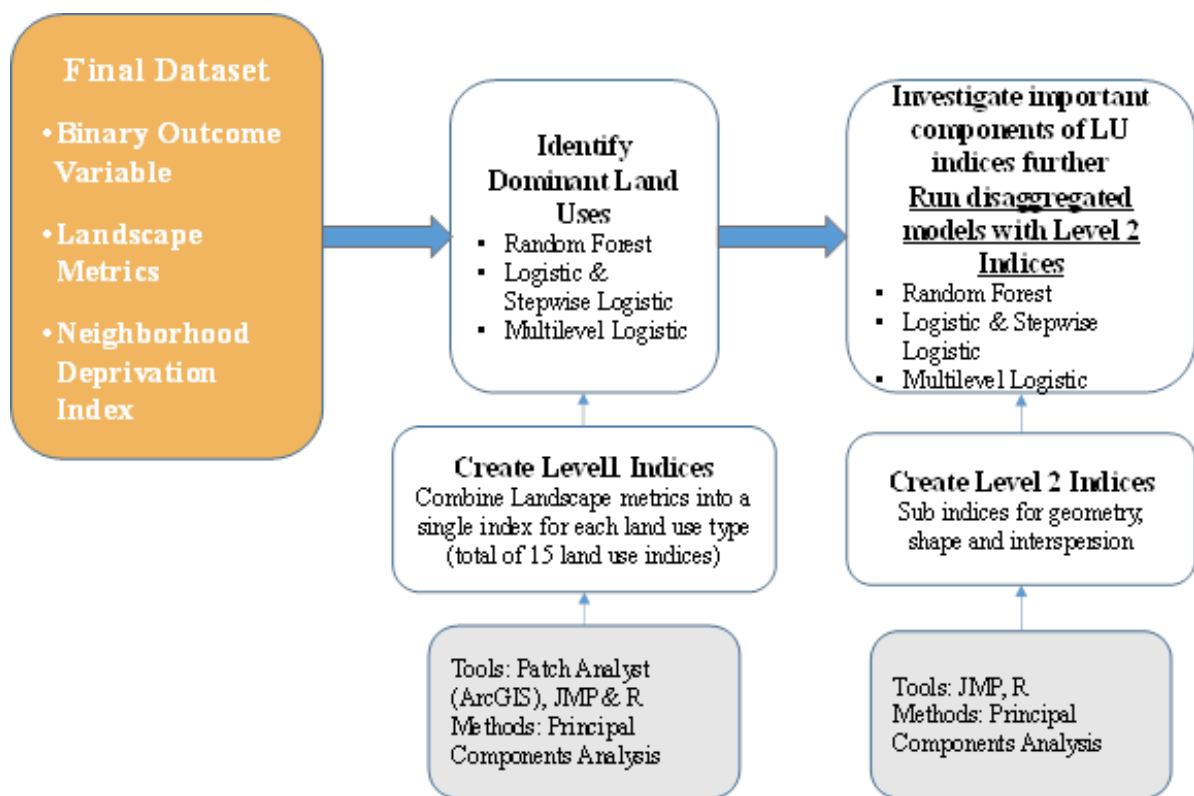 Final Dataset
• Binary Outcome
Variable
• Landscape
Metrics
• Neighborhood
Deprivation
Index
Identify
Dominant Land
Uses
▪ Random Forest
▪ Logistic &
Stepwise Logistic
▪ Multilevel Logistic
Investigate important
components of LU
indices further
Run disaggregated
models with Level 2
Indices
▪ Random Forest
▪ Logistic & Stepwise
Logistic
▪ Multilevel Logistic
Create Level1 Indices
Combine Landscape metrics into a
single index for each land use type
(total of 15 land use indices)
Create Level 2 Indices
Sub indices for geometry,
shape and interspersion
Tools: Patch Analyst
(ArcGIS), JMP & R
Methods: Principal
Components Analysis
Tools: JMP, R
Methods: Principal
Components Analysis